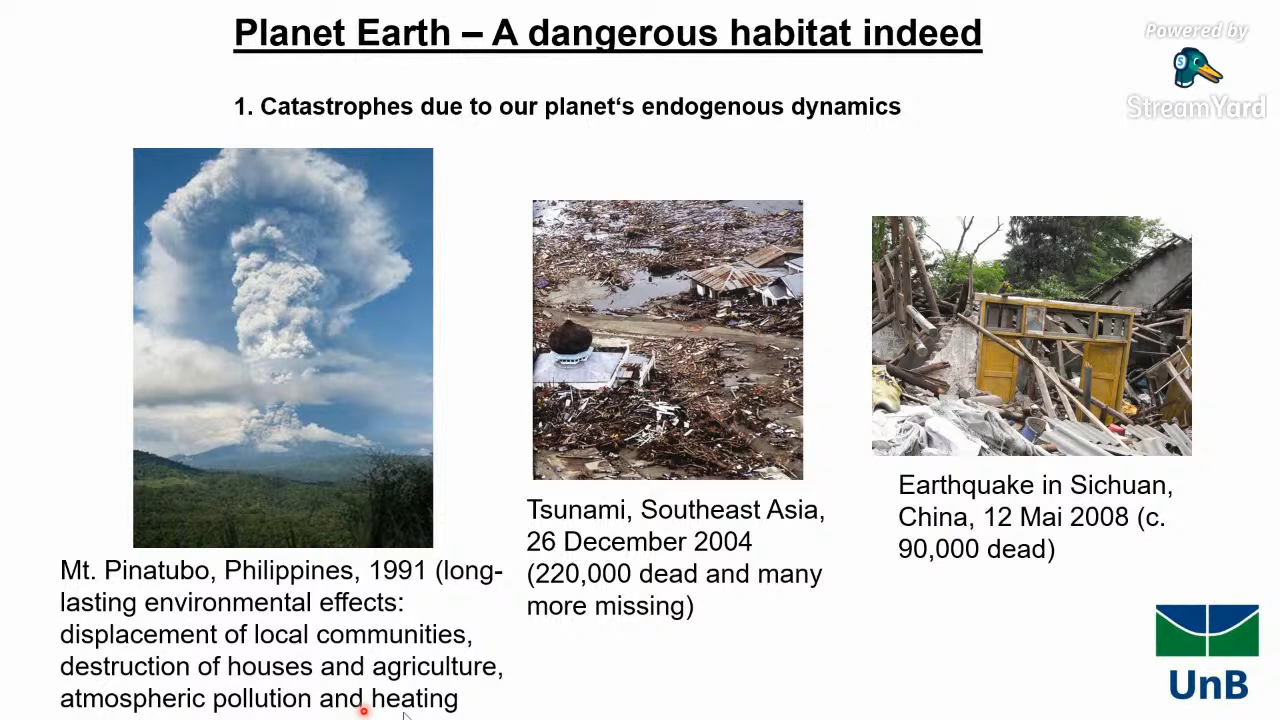 Planet Earth – A dangerous habitat indeed
Powered by
StreamYard
1. Catastrophes due to our planet‘s endogenous dynamics
Mt. Pinatubo, Philippines, 1991 (long-
lasting environmental effects:
displacement of local communities,
destruction of houses and agriculture,
atmospheric pollution and heating
Tsunami, Southeast Asia,
26 December 2004
(220,000 dead and many
more missing)
Earthquake in Sichuan,
China, 12 Mai 2008 (c.
90,000 dead)
UnB